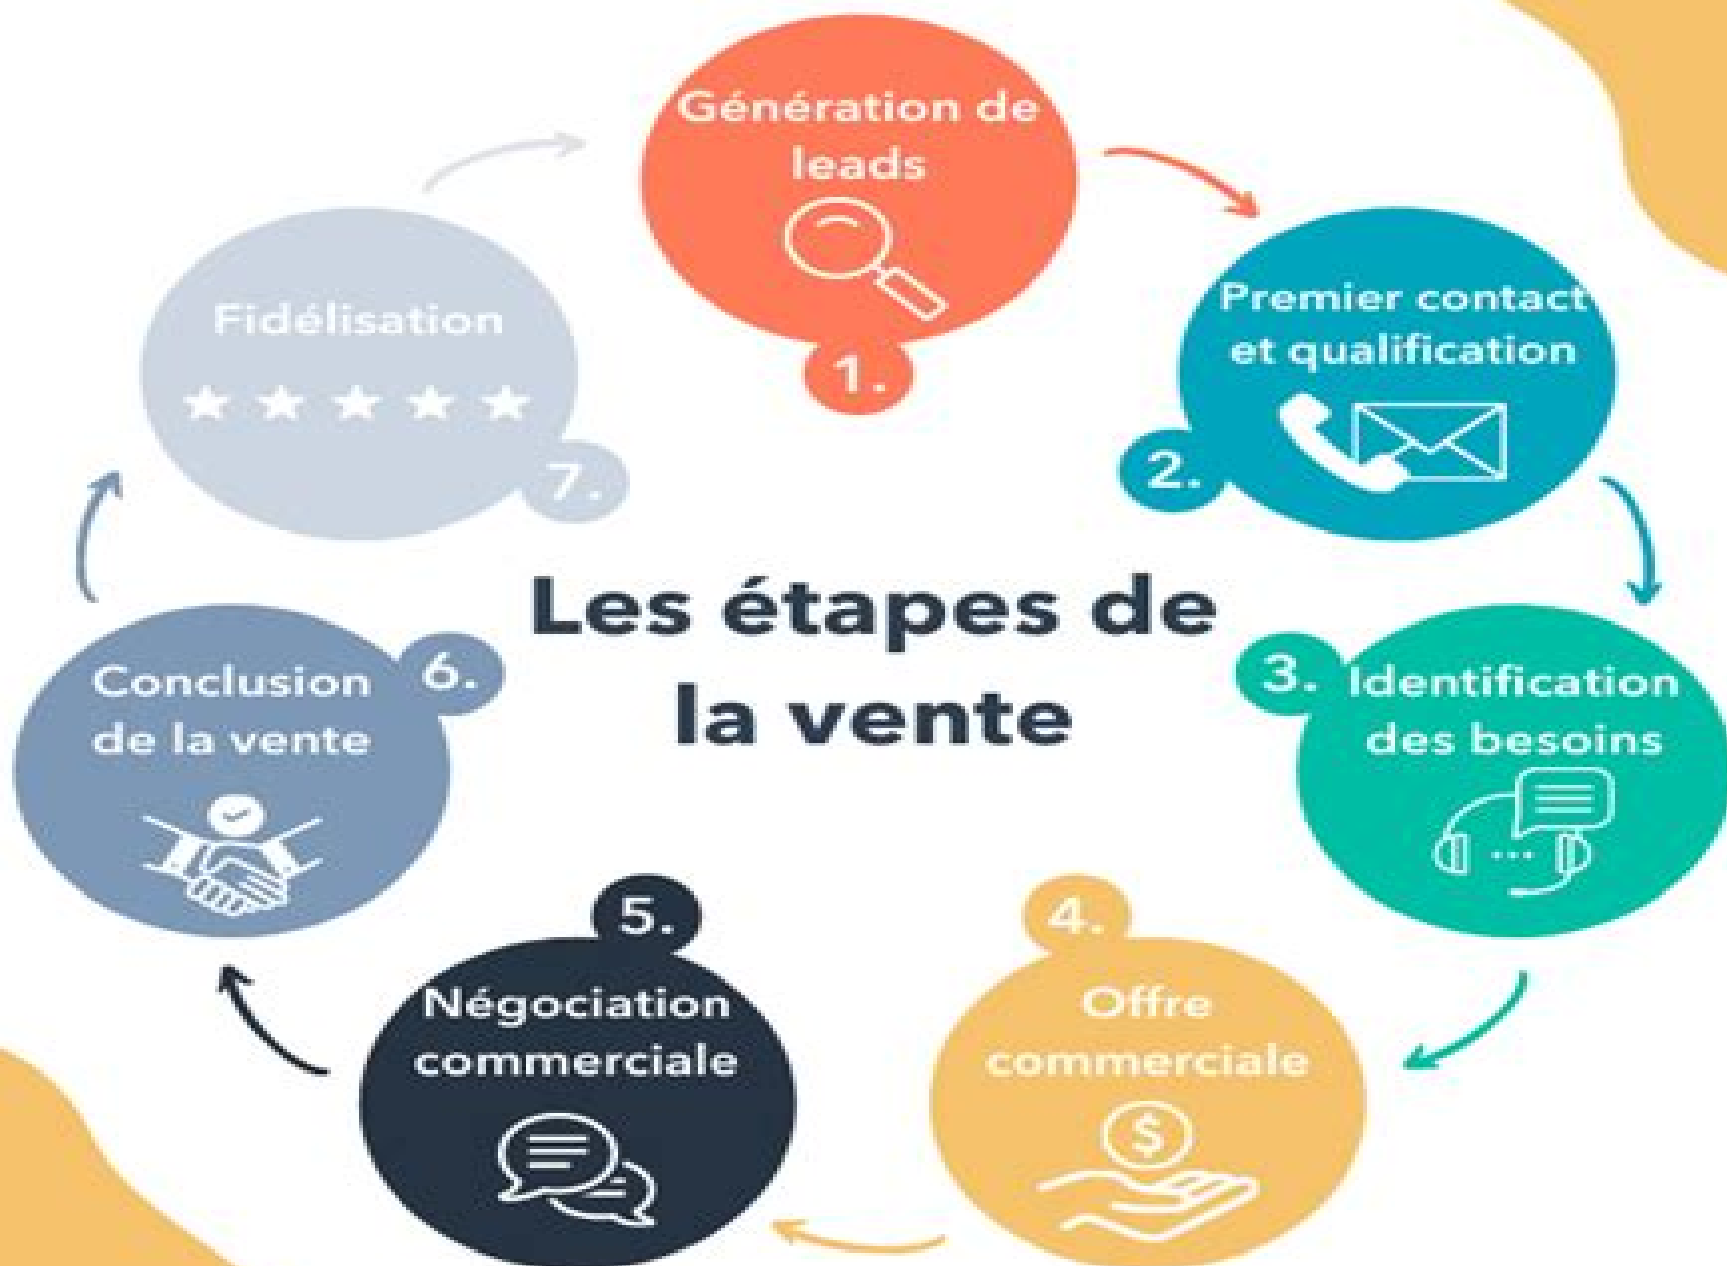 Génération de
leads
1.
Premier contact
et qualification
2.
3.
Identification
des besoins
4.
Offre
commerciale
5.
Négociation
commerciale
6.
Conclusion
de la vente
7.
Fidélisation
Les étapes de
la vente
$